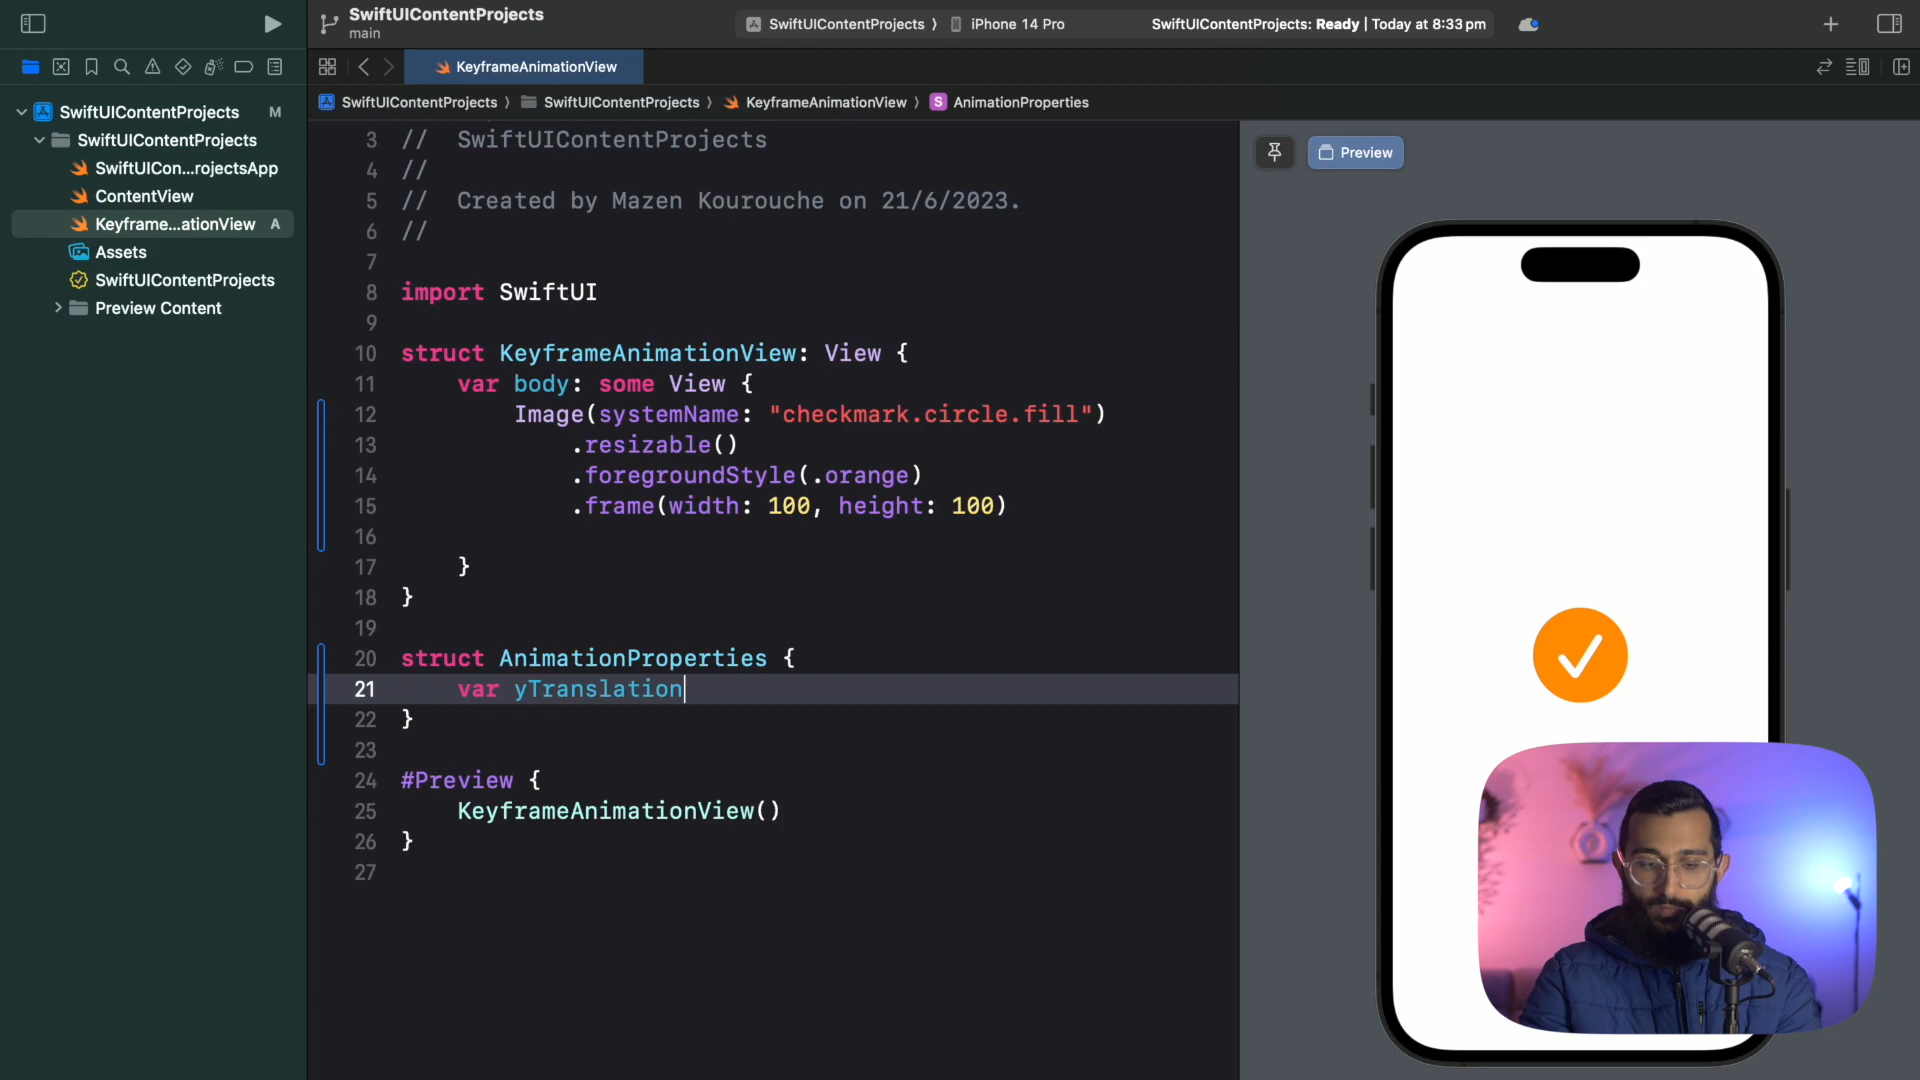 SwiftUIContentProjects
main
SwiftUIContentProjects ⟩ iPhone 14 Pro
SwiftUIContentProjects: Ready | Today at 8:33 pm
KeyframeAnimationView
SwiftUIContentProjects ⟩ SwiftUIContentProjects ⟩ KeyframeAnimationView ⟩ S AnimationProperties
SwiftUIContentProjects M
SwiftUIContentProjects
SwiftUICon...rojectsApp
ContentView
Keyframe...ationView A
Assets
SwiftUIContentProjects
Preview Content
3 //  SwiftUIContentProjects
4 //
5 //  Created by Mazen Kourouche on 21/6/2023.
6 //
7
8 import SwiftUI
9
10 struct KeyframeAnimationView: View {
11     var body: some View {
12         Image(systemName: "checkmark.circle.fill")
13             .resizable()
14             .foregroundStyle(.orange)
15             .frame(width: 100, height: 100)
16
17     }
18 }
19
20 struct AnimationProperties {
21     var yTranslation
22 }
23
24 #Preview {
25     KeyframeAnimationView()
26 }
27
Preview